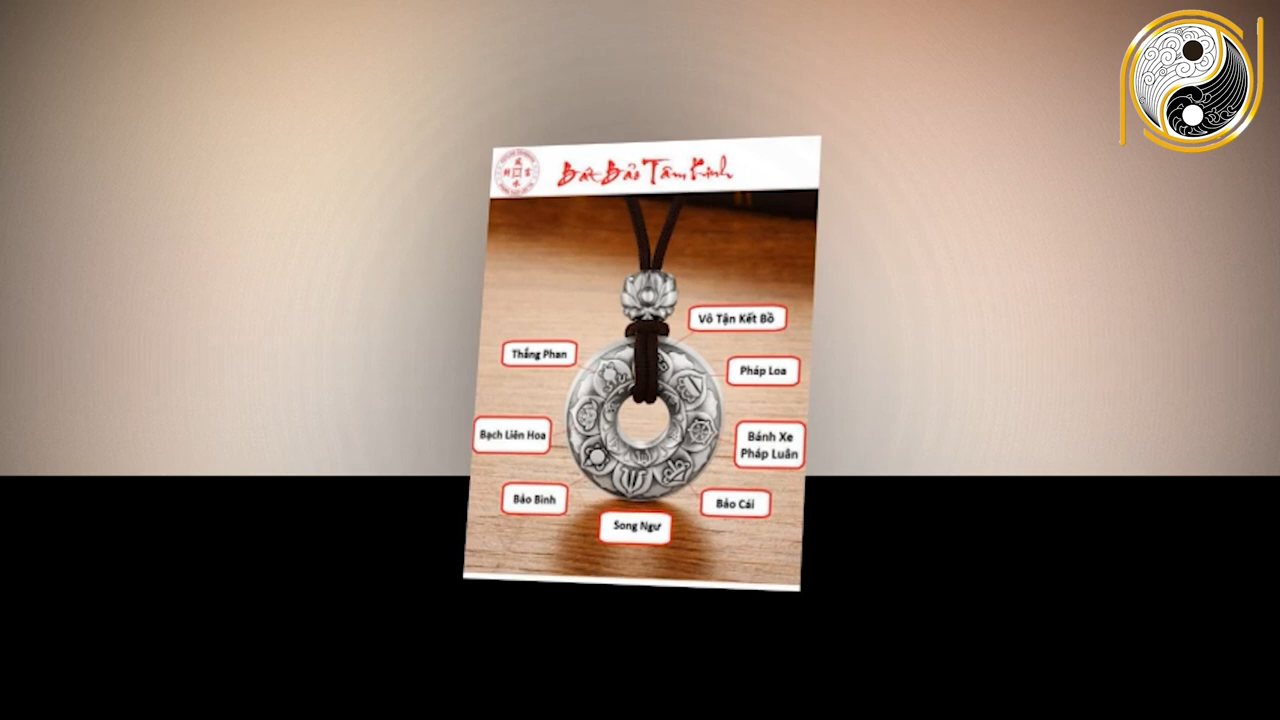 Bát Bảo Tâm Kinh
Vô Tận Kết Bồ
Thắng Phan
Pháp Loa
Bạch Liên Hoa
Bánh Xe
Pháp Luân
Bảo Bình
Bảo Cái
Song Ngư